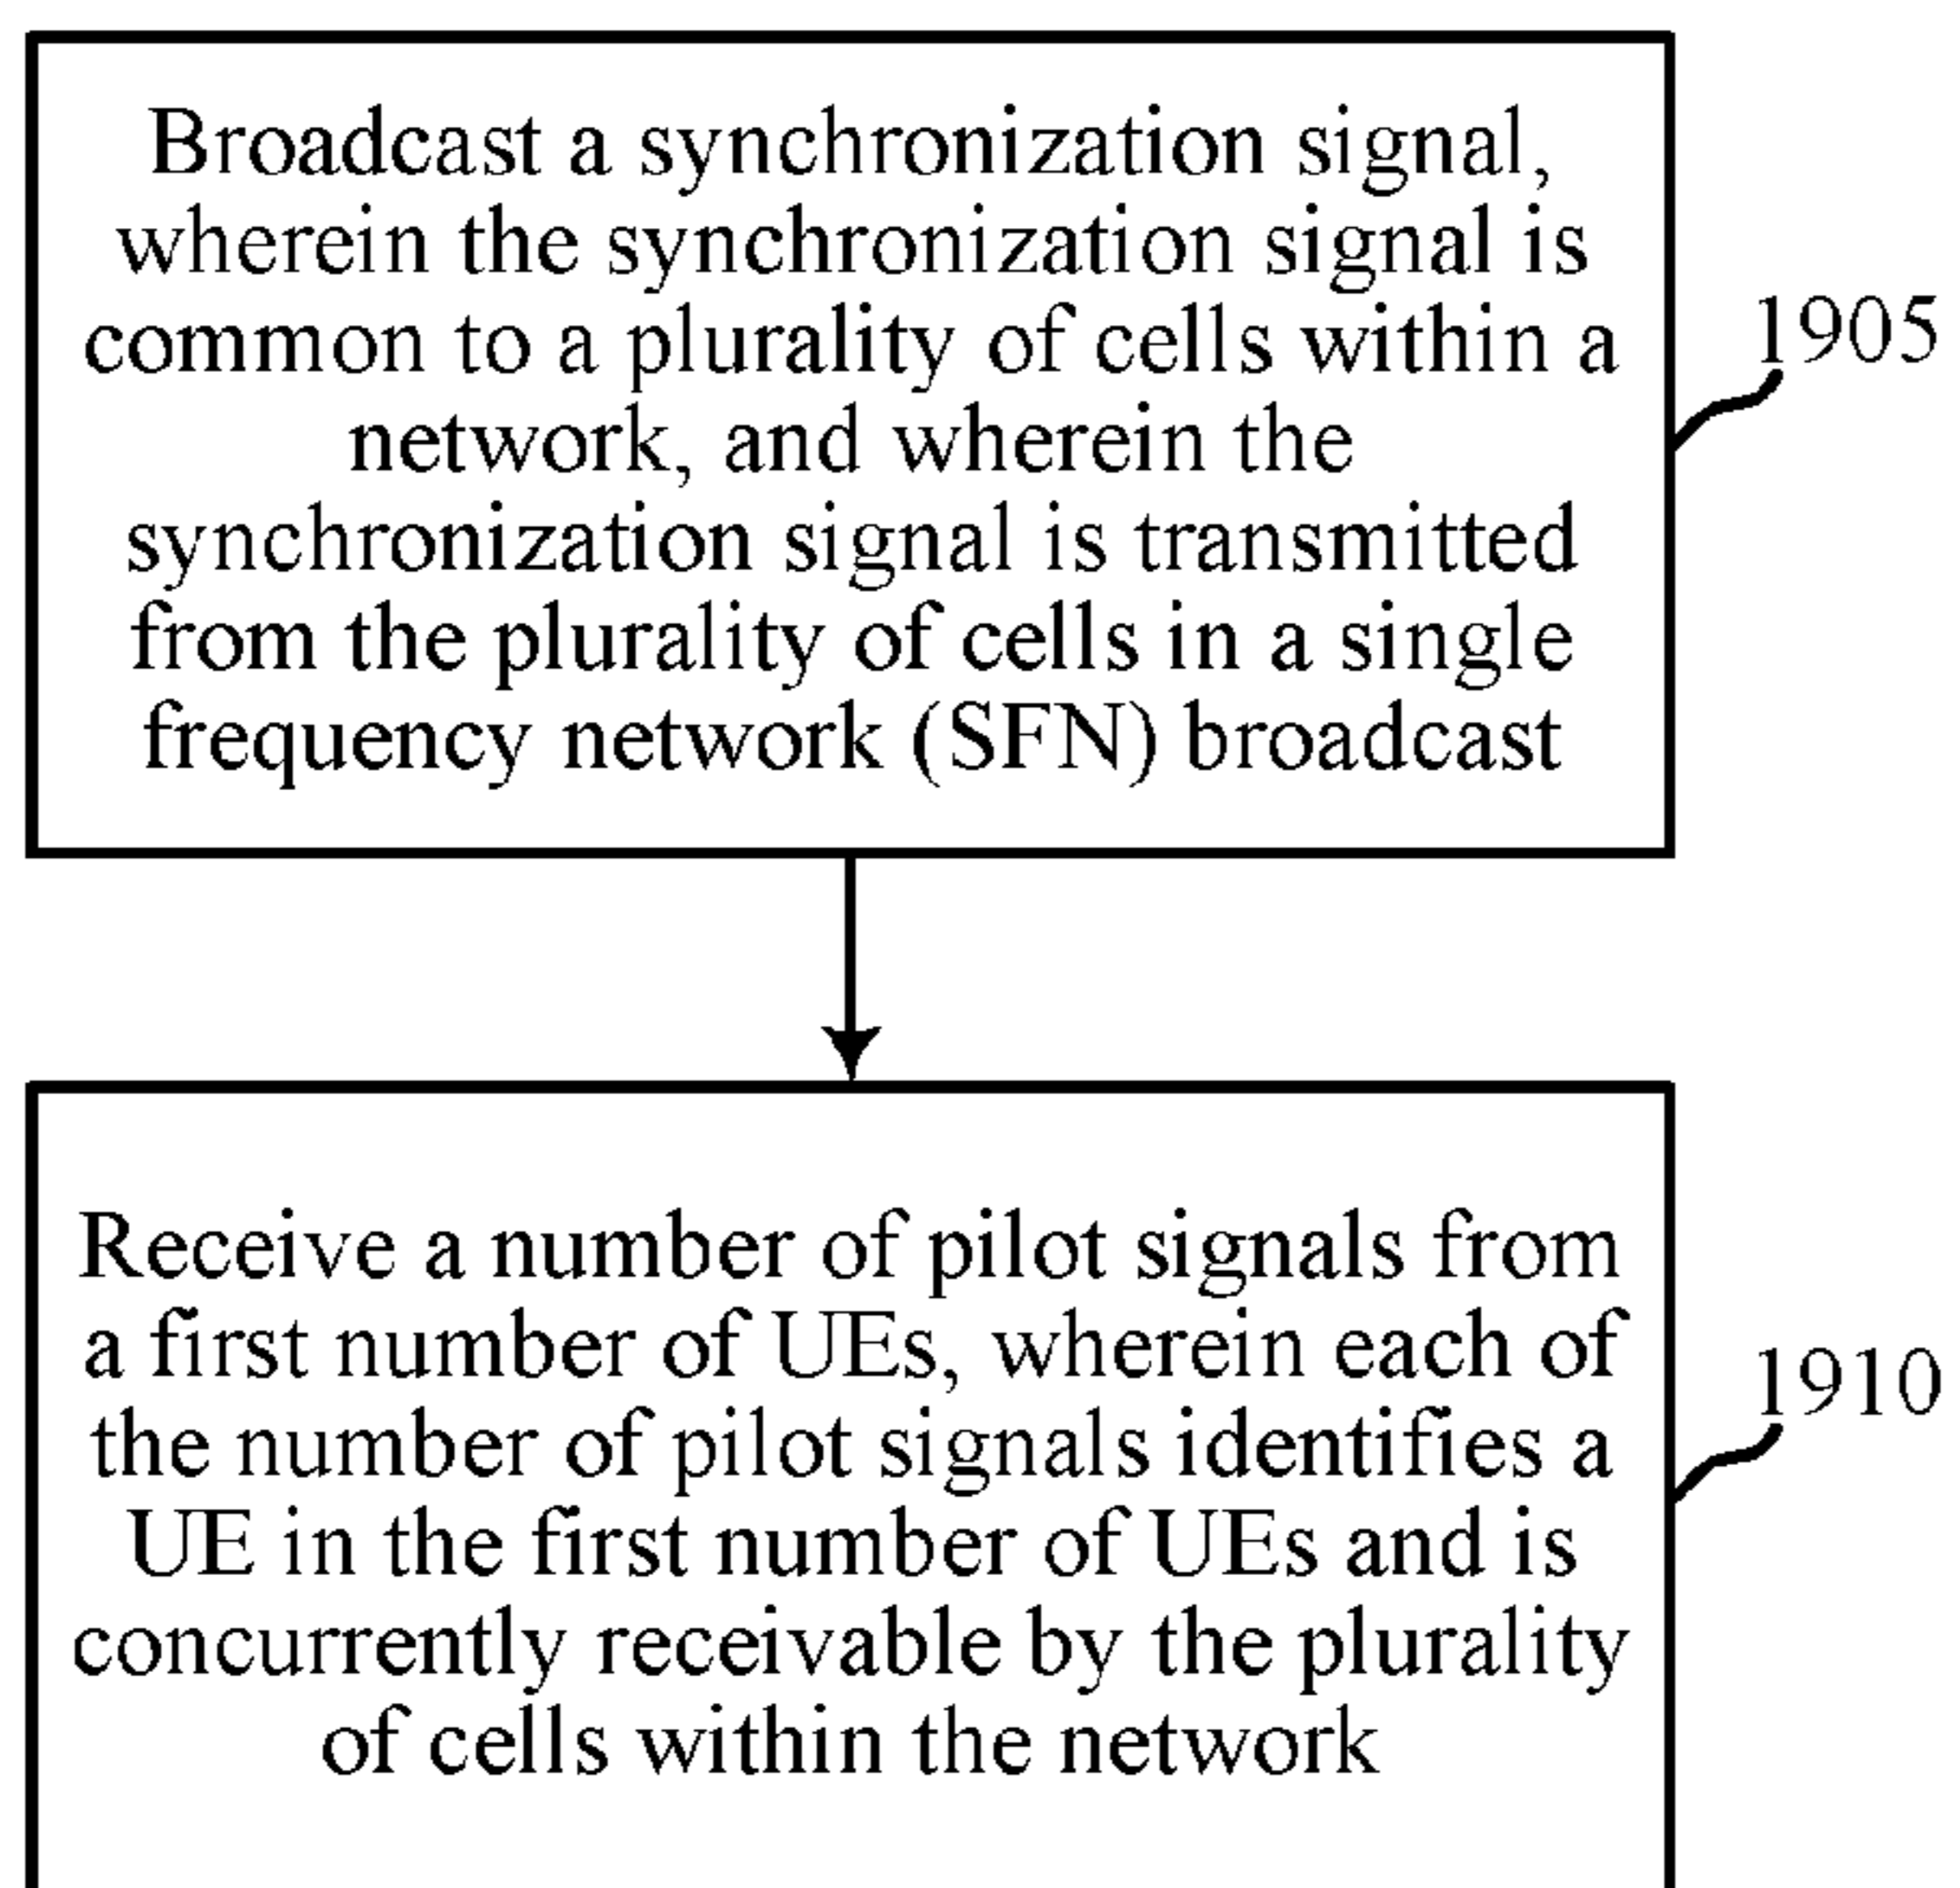 Broadcast a synchronization signal,
wherein the synchronization signal is
common to a plurality of cells within a
network, and wherein the
synchronization signal is transmitted
from the plurality of cells in a single
frequency network (SFN) broadcast
1905
Receive a number of pilot signals from
a first number of UEs, wherein each of
the number of pilot signals identifies a
UE in the first number of UEs and is
concurrently receivable by the plurality
of cells within the network
1910